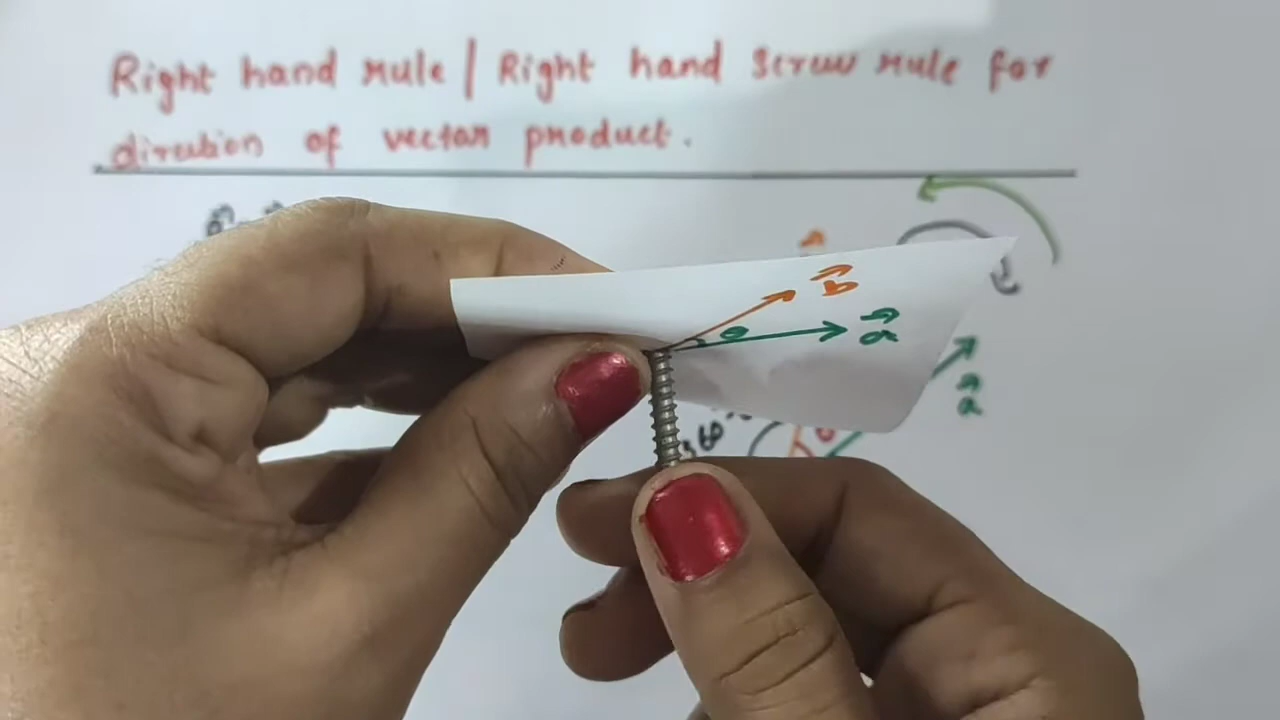 Right hand rule / Right hand screw rule for
direction of vector product.
b⃗
θ a⃗
a⃗
θ